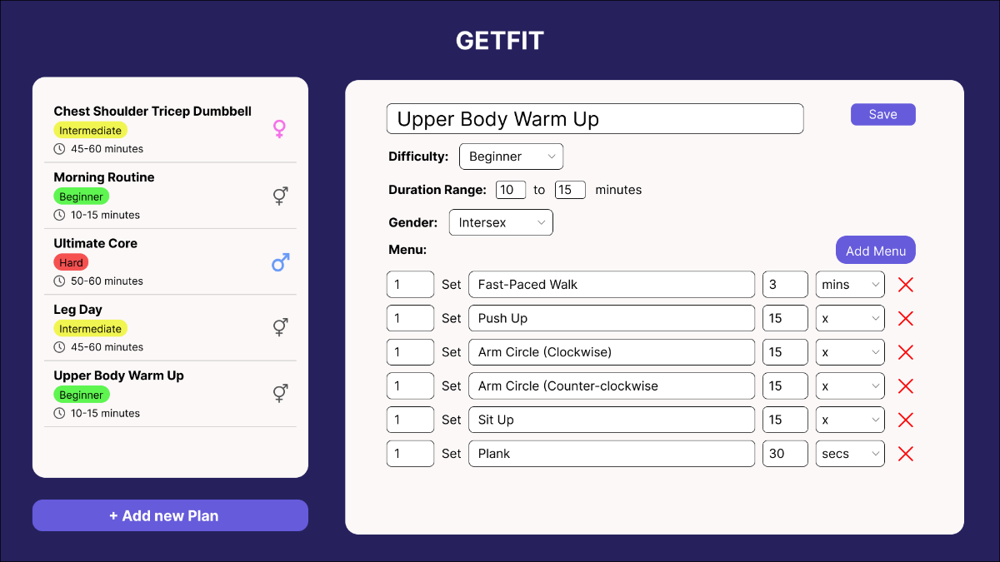 GETFIT
Chest Shoulder Tricep Dumbbell
Intermediate
45-60 minutes
Morning Routine
Beginner
10-15 minutes
Ultimate Core
Hard
50-60 minutes
Leg Day
Intermediate
45-60 minutes
Upper Body Warm Up
Beginner
10-15 minutes
+ Add new Plan
Upper Body Warm Up
Save
Difficulty: Beginner
Duration Range: 10 to 15 minutes
Gender: Intersex
Menu:
Add Menu
1 Set Fast-Paced Walk 3 mins
1 Set Push Up 15 x
1 Set Arm Circle (Clockwise) 15 x
1 Set Arm Circle (Counter-clockwise 15 x
1 Set Sit Up 15 x
1 Set Plank 30 secs